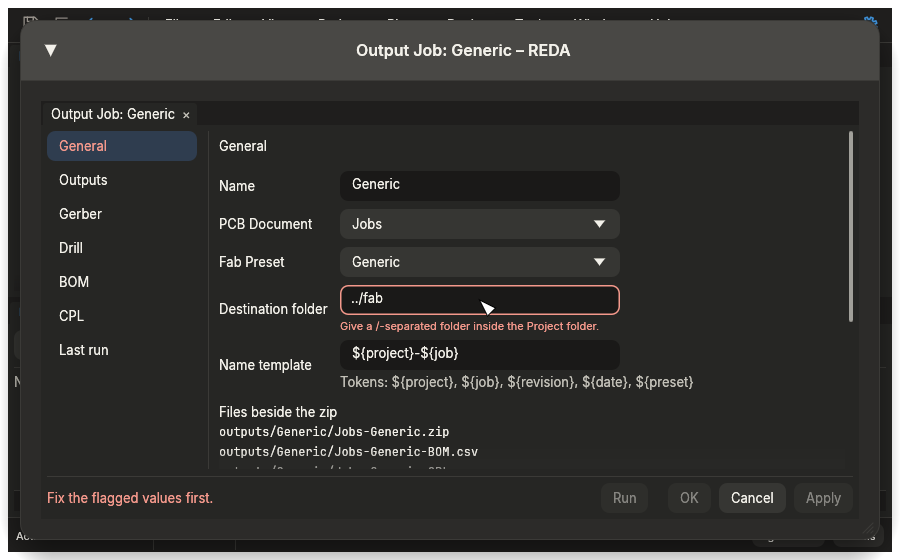 Output Job: Generic – REDA
Output Job: Generic ×
General
Outputs
Gerber
Drill
BOM
CPL
Last run
General
Name
Generic
PCB Document
Jobs
Fab Preset
Generic
Destination folder
../fab
Give a /-separated folder inside the Project folder.
Name template
${project}-${job}
Tokens: ${project}, ${job}, ${revision}, ${date}, ${preset}
Files beside the zip
outputs/Generic/Jobs-Generic.zip
outputs/Generic/Jobs-Generic-BOM.csv
Fix the flagged values first.
Run
OK
Cancel
Apply